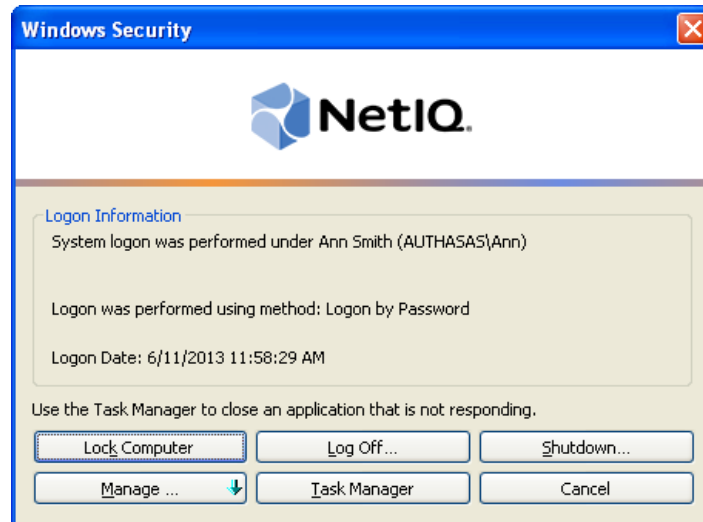 Windows Security
NetIQ.
Logon Information
System logon was performed under Ann Smith (AUTHASAS\Ann)
Logon was performed using method: Logon by Password
Logon Date: 6/11/2013 11:58:29 AM
Use the Task Manager to close an application that is not responding.
Lock Computer Log Off... Shutdown...
Manage ... Task Manager Cancel